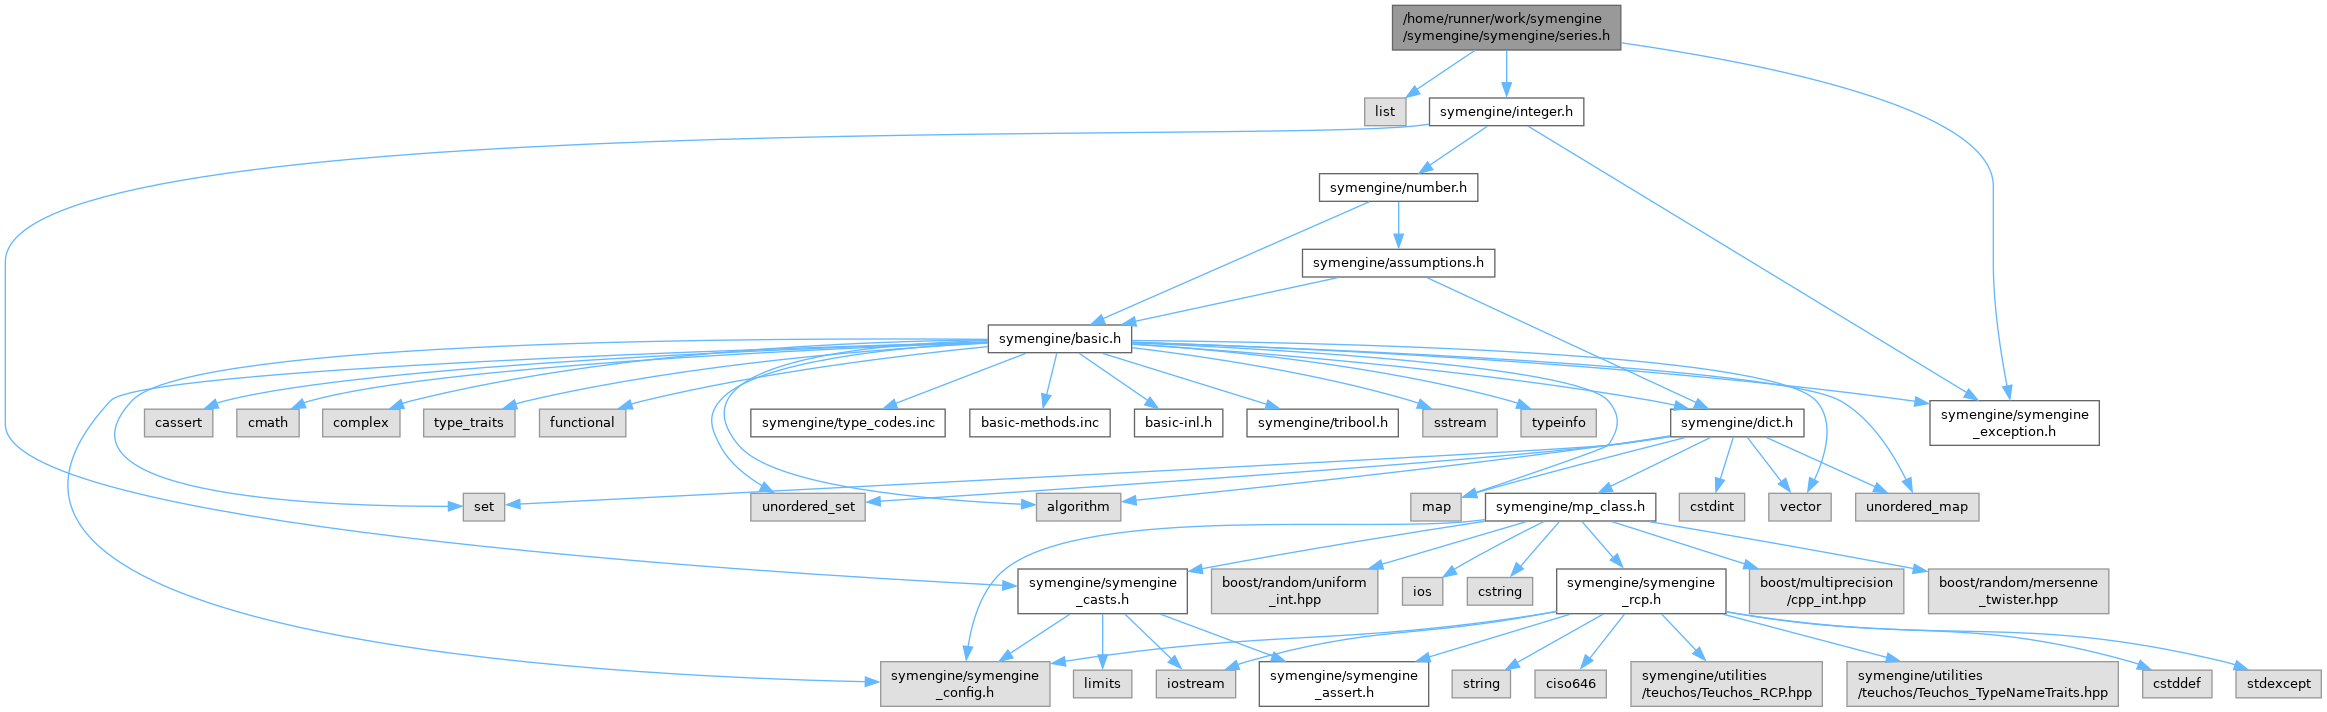 /home/runner/work/symengine
/symengine/symengine/series.h
list
symengine/integer.h
symengine/number.h
symengine/assumptions.h
symengine/basic.h
cassert
cmath
complex
type_traits
functional
symengine/type_codes.inc
basic-methods.inc
basic-inl.h
symengine/tribool.h
sstream
typeinfo
symengine/dict.h
symengine/symengine
_exception.h
set
unordered_set
algorithm
map
symengine/mp_class.h
cstdint
vector
unordered_map
symengine/symengine
_casts.h
boost/random/uniform
_int.hpp
ios
cstring
symengine/symengine
_rcp.h
boost/multiprecision
/cpp_int.hpp
boost/random/mersenne
_twister.hpp
symengine/symengine
_config.h
limits
iostream
symengine/symengine
_assert.h
string
ciso646
symengine/utilities
/teuchos/Teuchos_RCP.hpp
symengine/utilities
/teuchos/Teuchos_TypeNameTraits.hpp
cstddef
stdexcept